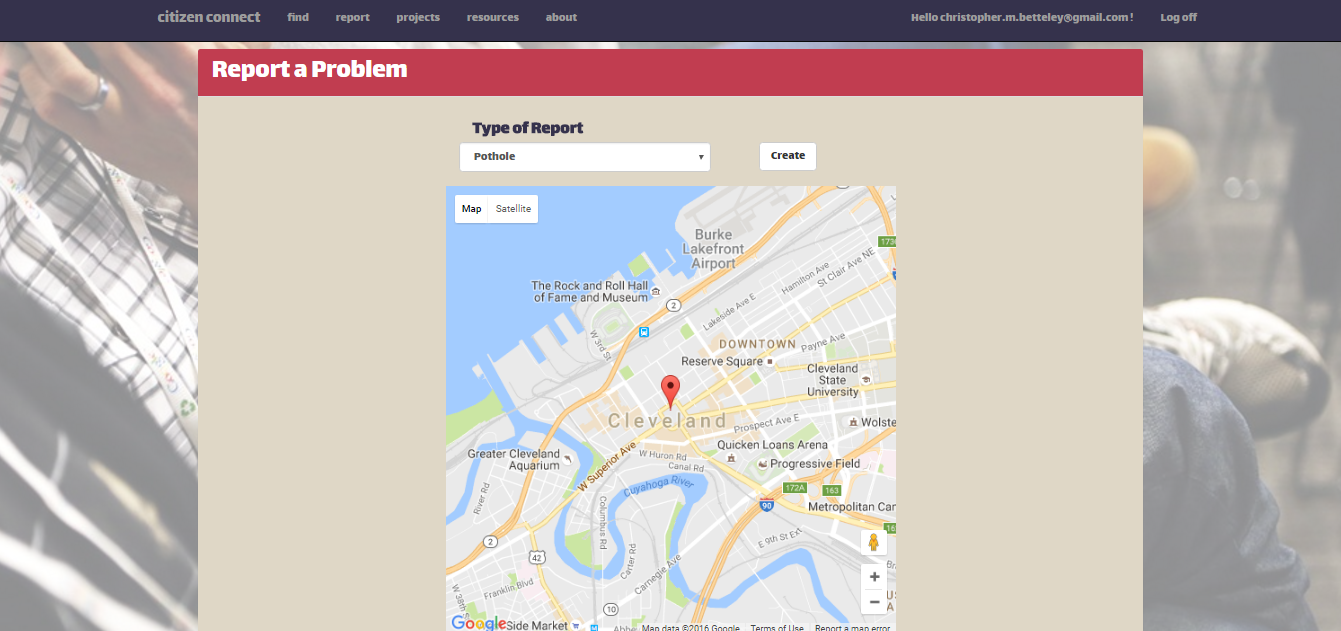 citizen connect find report projects resources about Hello christopher.m.betteley@gmail.com ! Log off
Report a Problem
Type of Report
Pothole
Create
Map Satellite
Burke
Lakefront
Airport
Hamilton Ave
St Clair Ave NE
The Rock and Roll Hall
of Fame and Museum
2
Lakeside Ave E
W 3rd St
DOWNTOWN
Payne Ave
Reserve Square
Cleveland
State
University
Cleveland
Prospect Ave E
Quicken Loans Arena
Greater Cleveland
Aquarium
W Huron Rd
Canal Rd
Progressive Field
W Superior Ave
Cuyahoga River
172A
163
90
River Rd
Columbus Rd
Metropolitan
E 9th St Ext
2
42
Carter Rd
Carnegie Ave
Franklin Blvd
W 38th
10
Google
Side Market
Map data ©2016 Google Terms of Use Report a map error